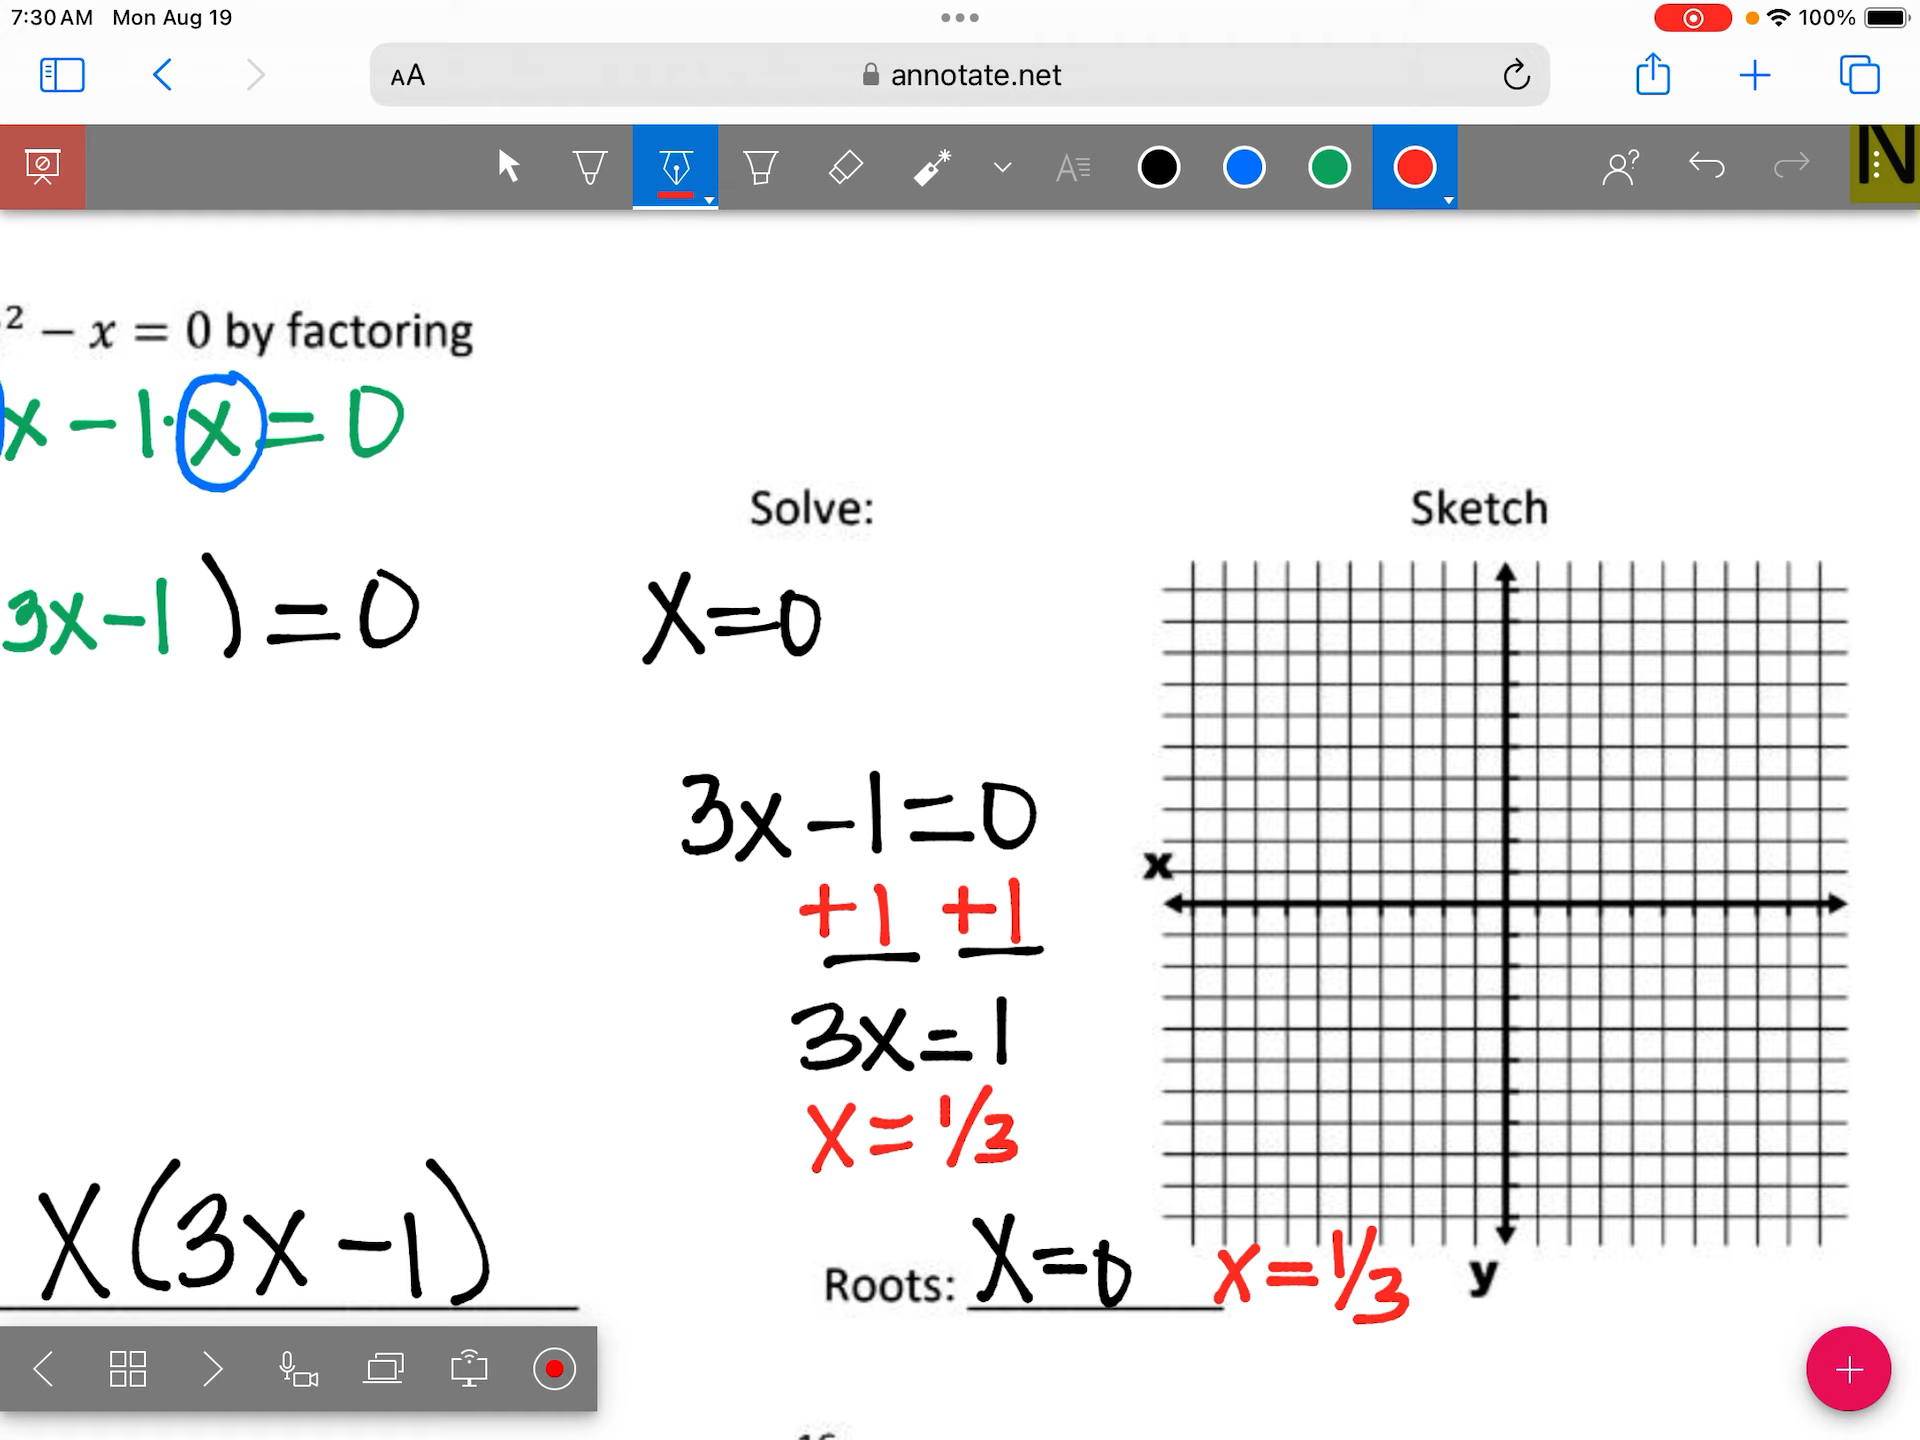 7:30 AM Mon Aug 19
100%
AA annotate.net
N
² – x = 0 by factoring
x – 1·x = 0
Solve:
Sketch
3x–1 ) = 0
X=0
3x –1=0
x
+1 +1
3x=1
x=1/3
X(3x–1)
Roots: X=0 x=1/3
y